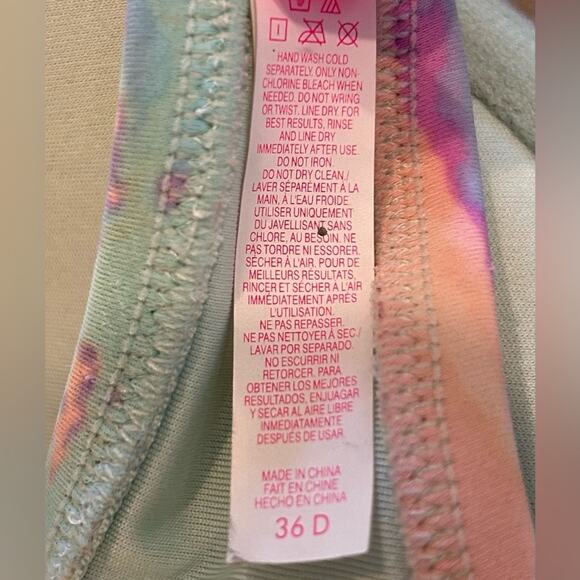 HAND WASH COLD
SEPARATELY. ONLY NON-
CHLORINE BLEACH WHEN
NEEDED. DO NOT WRING
OR TWIST. LINE DRY. FOR
BEST RESULTS, RINSE
AND LINE DRY
IMMEDIATELY AFTER USE.
DO NOT IRON.
DO NOT DRY CLEAN./
LAVER SÉPARÉMENT À LA
MAIN, À L'EAU FROIDE.
UTILISER UNIQUEMENT
DU JAVELLISANT SANS
CHLORE, AU BESOIN. NE
PAS TORDRE NI ESSORER.
SÉCHER À L'AIR. POUR DE
MEILLEURS RÉSULTATS,
RINCER ET SÉCHER À L'AIR
IMMÉDIATEMENT APRÈS
L'UTILISATION.
NE PAS REPASSER.
NE PAS NETTOYER À SEC./
LAVAR POR SEPARADO.
NO ESCURRIR NI
RETORCER. PARA
OBTENER LOS MEJORES
RESULTADOS, ENJUAGAR
Y SECAR AL AIRE LIBRE
INMEDIATAMENTE
DESPUÉS DE USAR.
MADE IN CHINA
FAIT EN CHINE
HECHO EN CHINA
36 D